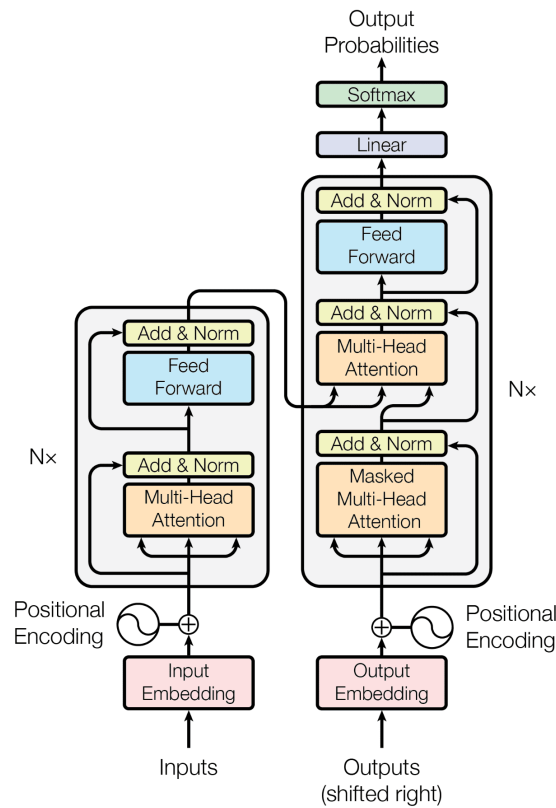 Output
Probabilities
Softmax
Linear
Add & Norm
Feed
Forward
Add & Norm
Multi-Head
Attention
Add & Norm
Masked
Multi-Head
Attention
N×
Add & Norm
Feed
Forward
Add & Norm
Multi-Head
Attention
N×
Positional
Encoding
Positional
Encoding
Input
Embedding
Output
Embedding
Inputs
Outputs
(shifted right)